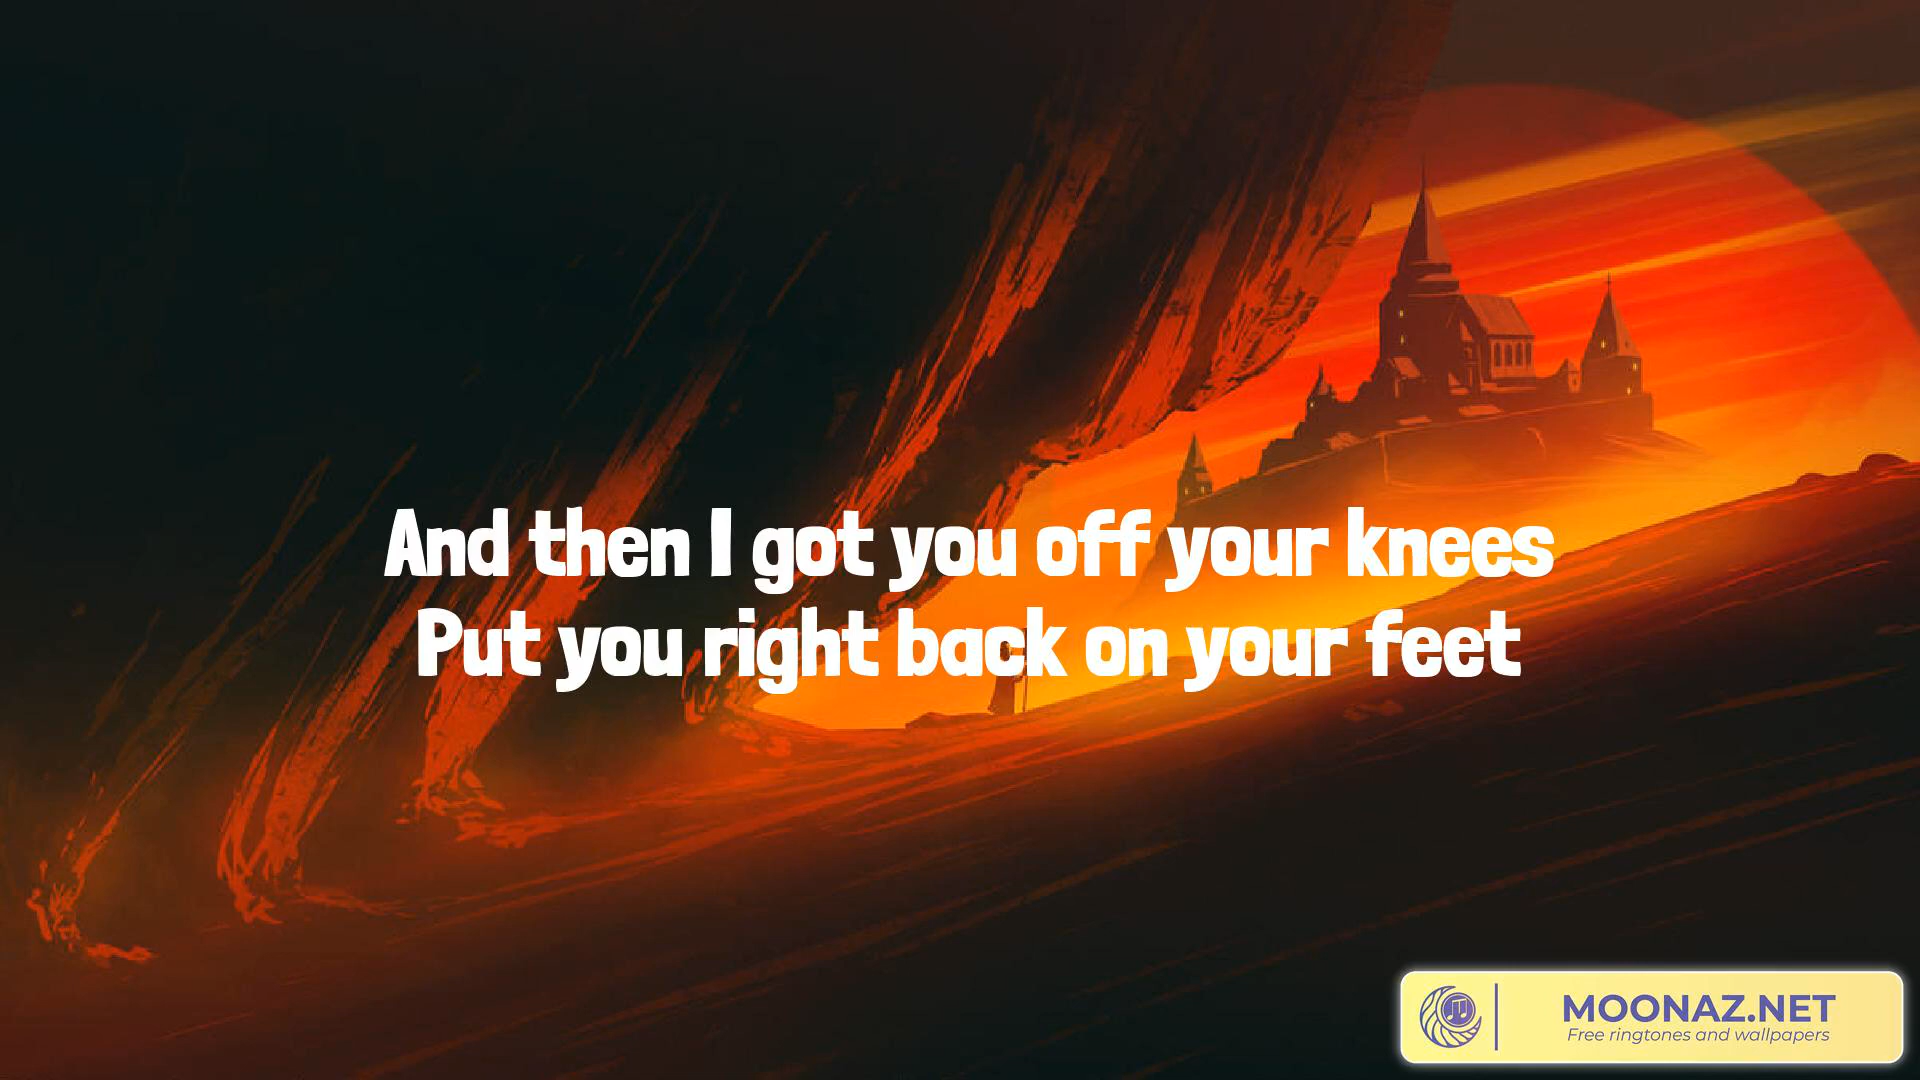 And then I got you off your knees
Put you right back on your feet
MOONAZ.NET
Free ringtones and wallpapers